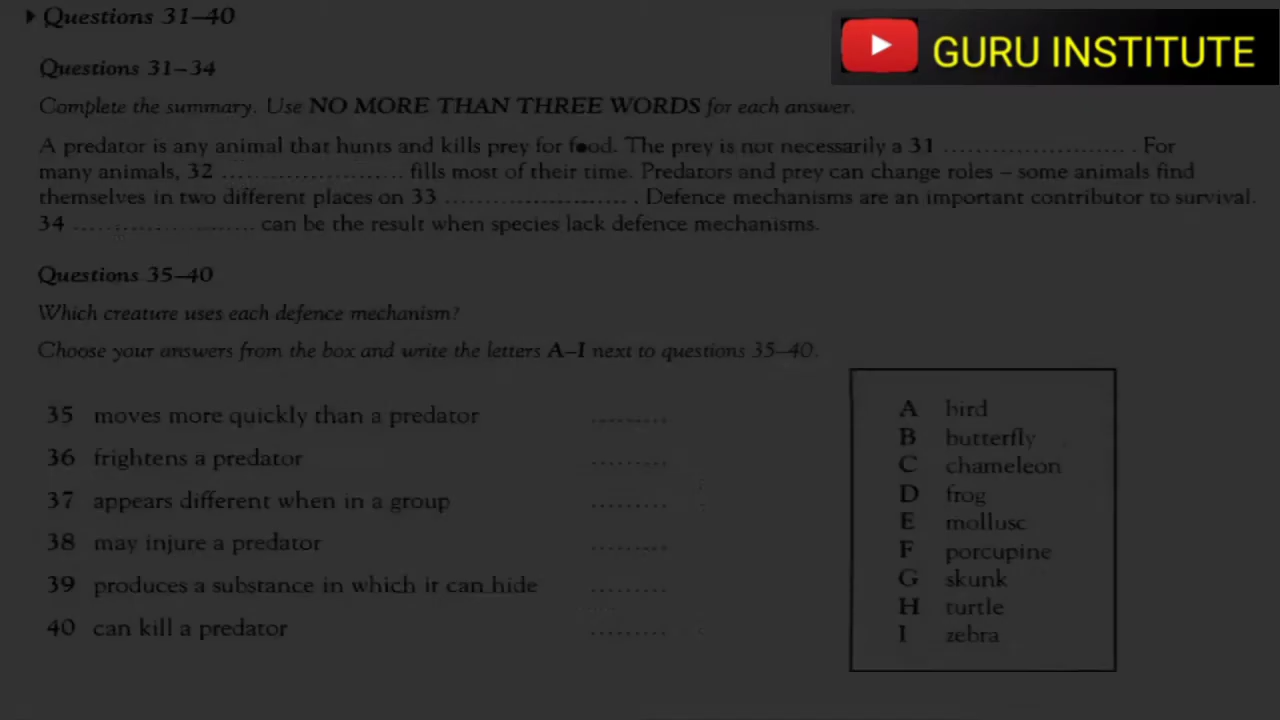 Questions 31–40
GURU INSTITUTE
Questions 31–34
Complete the summary. Use NO MORE THAN THREE WORDS for each answer.
A predator is any animal that hunts and kills prey for food. The prey is not necessarily a 31 ........................ . For
many animals, 32 ........................ fills most of their time. Predators and prey can change roles – some animals find
themselves in two different places on 33 ........................ . Defence mechanisms are an important contributor to survival.
34 ........................ can be the result when species lack defence mechanisms.
Questions 35–40
Which creature uses each defence mechanism?
Choose your answers from the box and write the letters A–I next to questions 35–40.
35 moves more quickly than a predator .........
36 frightens a predator .........
37 appears different when in a group .........
38 may injure a predator .........
39 produces a substance in which it can hide .........
40 can kill a predator .........
A bird
B butterfly
C chameleon
D frog
E mollusc
F porcupine
G skunk
H turtle
I zebra